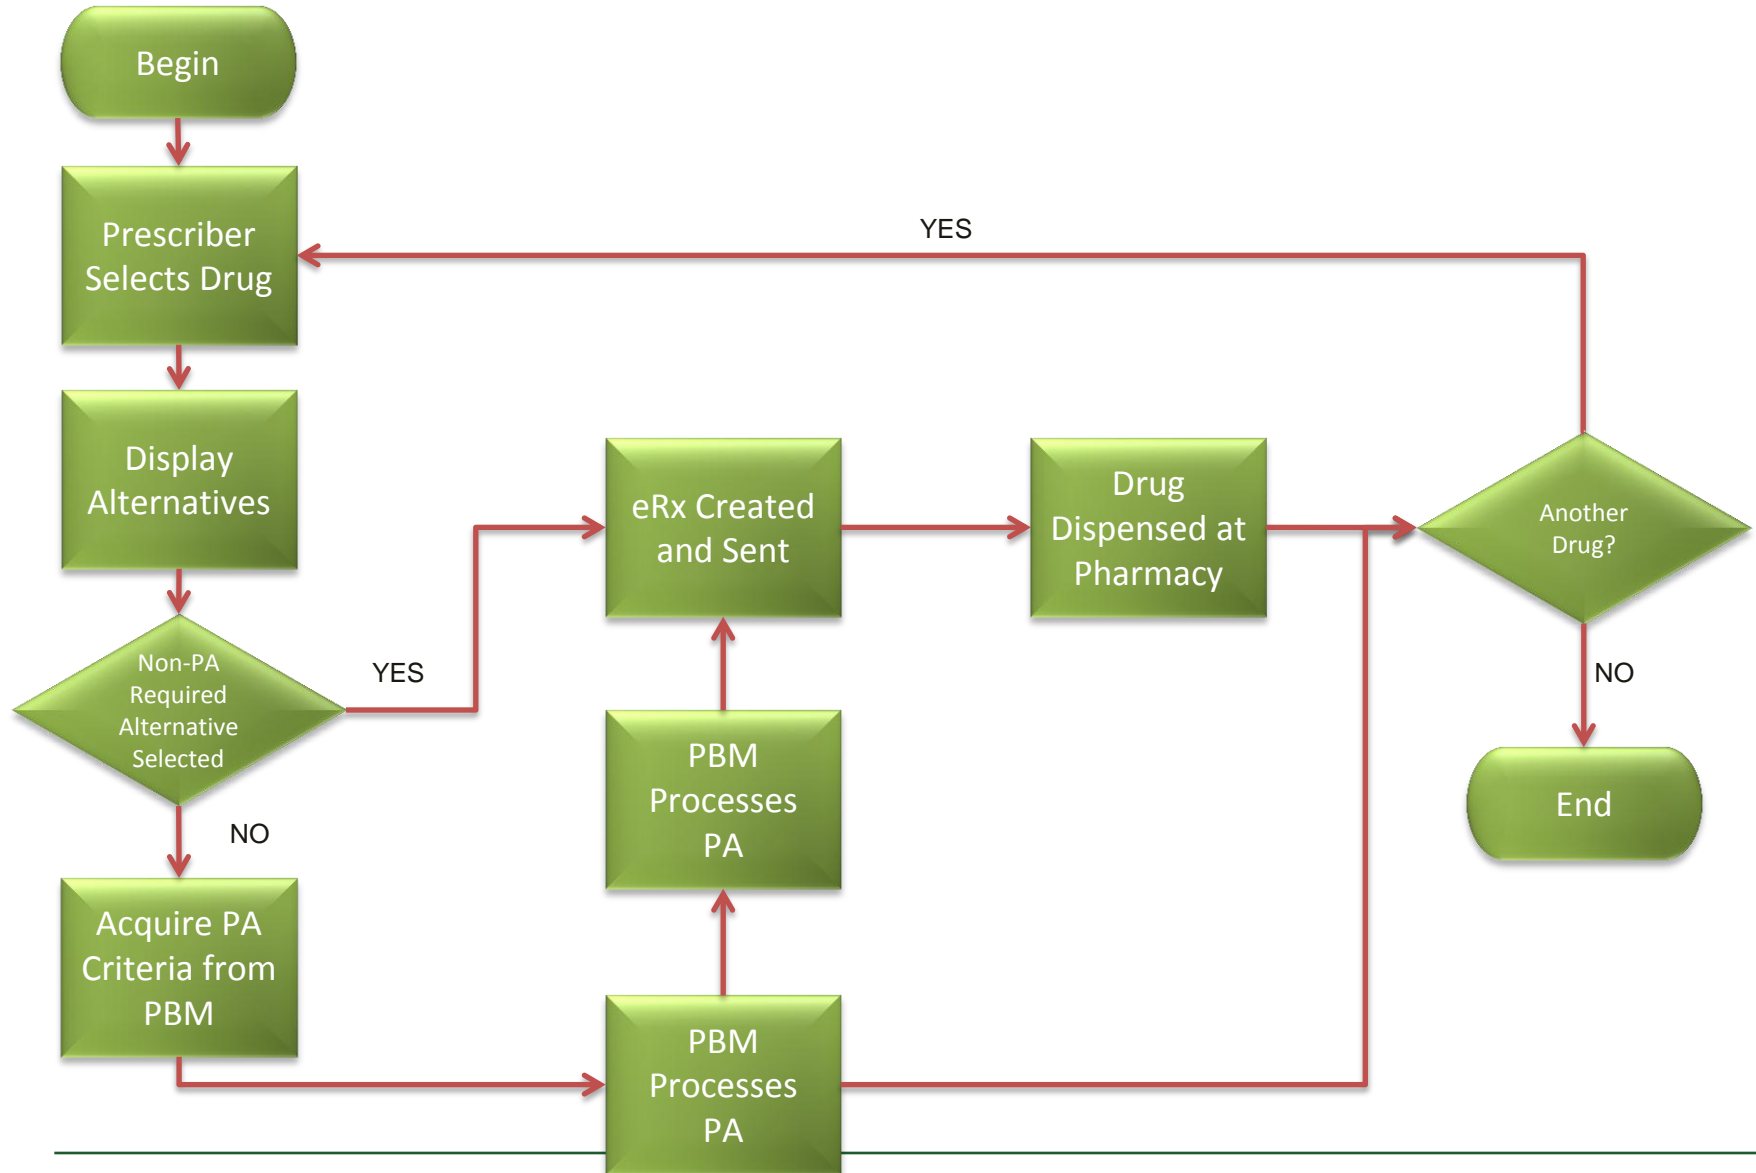 Begin
Prescriber
Selects Drug
YES
Display
Alternatives
eRx Created
and Sent
Drug
Dispensed at
Pharmacy
Another
Drug?
Non-PA
Required
Alternative
Selected
YES
NO
PBM
Processes
PA
End
NO
Acquire PA
Criteria from
PBM
PBM
Processes
PA